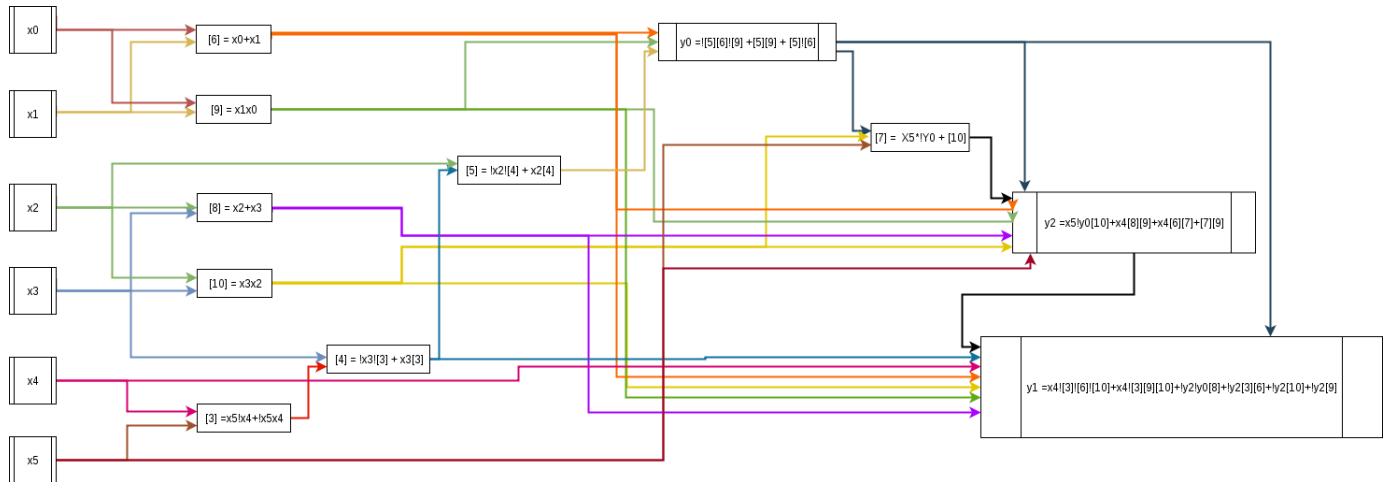 x0
[6] = x0+x1
y0 =![5][6]![9] +[5][9] + [5]![6]
x1
[9] = x1x0
[7] = X5*!Y0 + [10]
[5] = !x2![4] + x2[4]
x2
[8] = x2+x3
y2 =x5!y0[10]+x4[8][9]+x4[6][7]+[7][9]
x3
[10] = x3x2
[4] = !x3![3] + x3[3]
x4
y1 =x4![3]![6]![10]+x4![3][9][10]+!y2!y0[8]+!y2[3][6]+!y2[10]+!y2[9]
[3] =x5!x4+!x5x4
x5